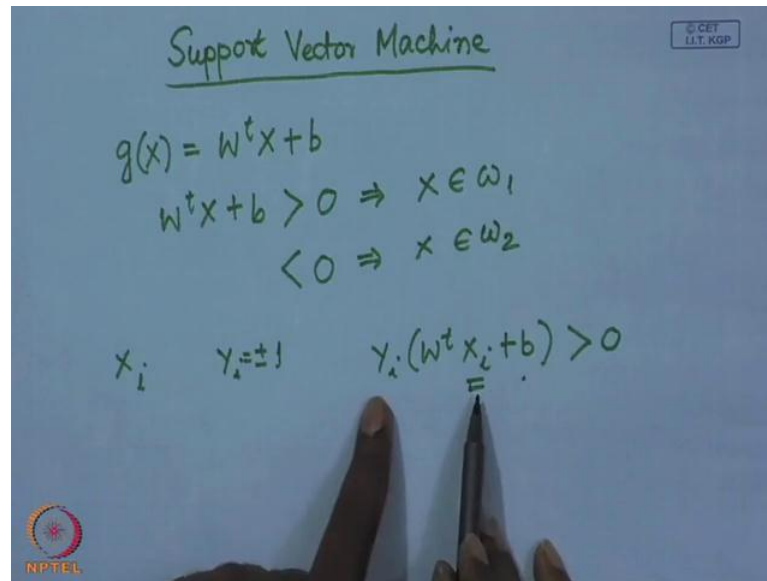 Support Vector Machine
© CET
I.I.T. KGP
g(x) = W^t X + b
W^t X + b > 0 ⇒ X ∈ ω₁
< 0 ⇒ X ∈ ω₂
X_i    Y_i = ±1    Y_i (W^t X_i + b) > 0
NPTEL